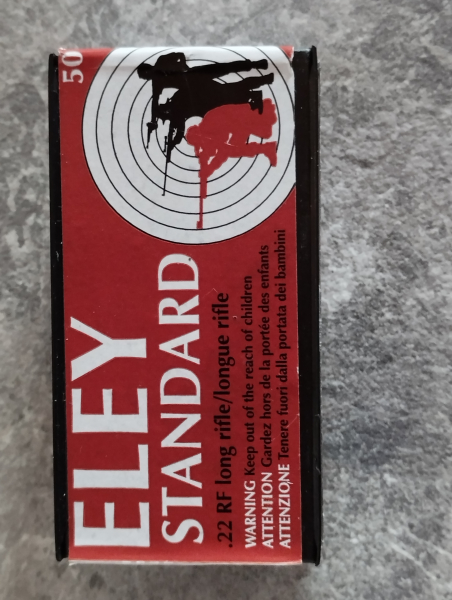 ELEY
STANDARD
50
.22 RF long rifle/longue rifle
WARNING Keep out of the reach of children
ATTENTION Gardez hors de la portée des enfants
ATTENZIONE Tenere fuori dalla portata dei bambini